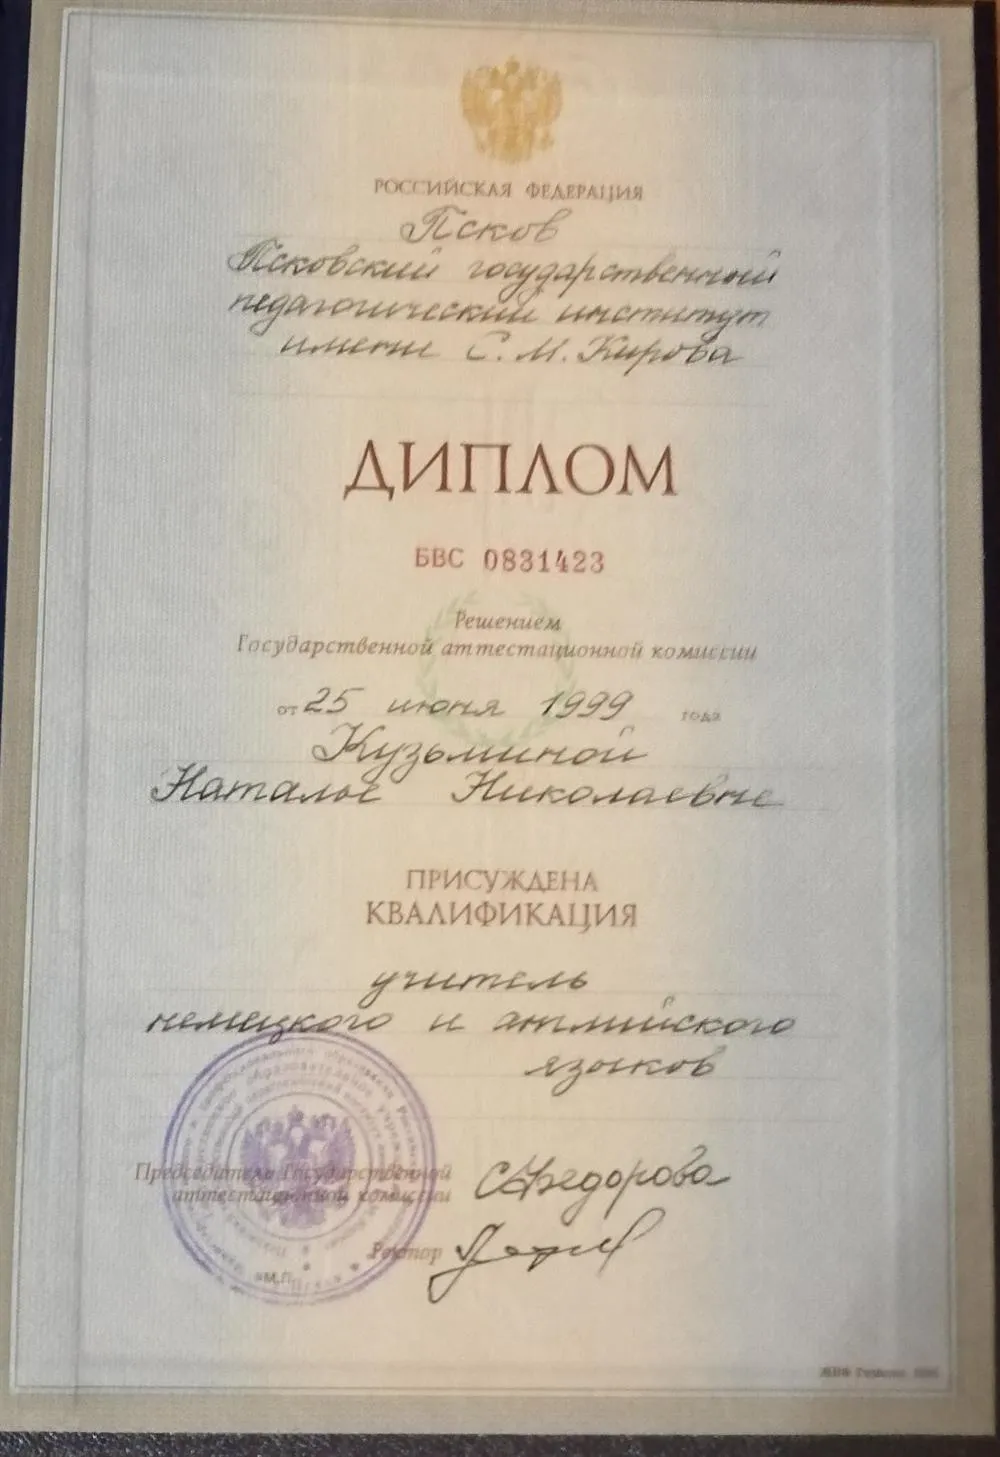 РОССИЙСКАЯ ФЕДЕРАЦИЯ
Псков
Псковский государственный
педагогический институт
имени С. М. Кирова
ДИПЛОМ
БВС 0831423
Решением
Государственной аттестационной комиссии
от 25 июня 1999 года
Кузьминой
Наталье Николаевне
ПРИСУЖДЕНА
КВАЛИФИКАЦИЯ
учитель
немецкого и английского
языков
Председатель Государственной
аттестационной комиссии
Федорова
Ректор
М.П.